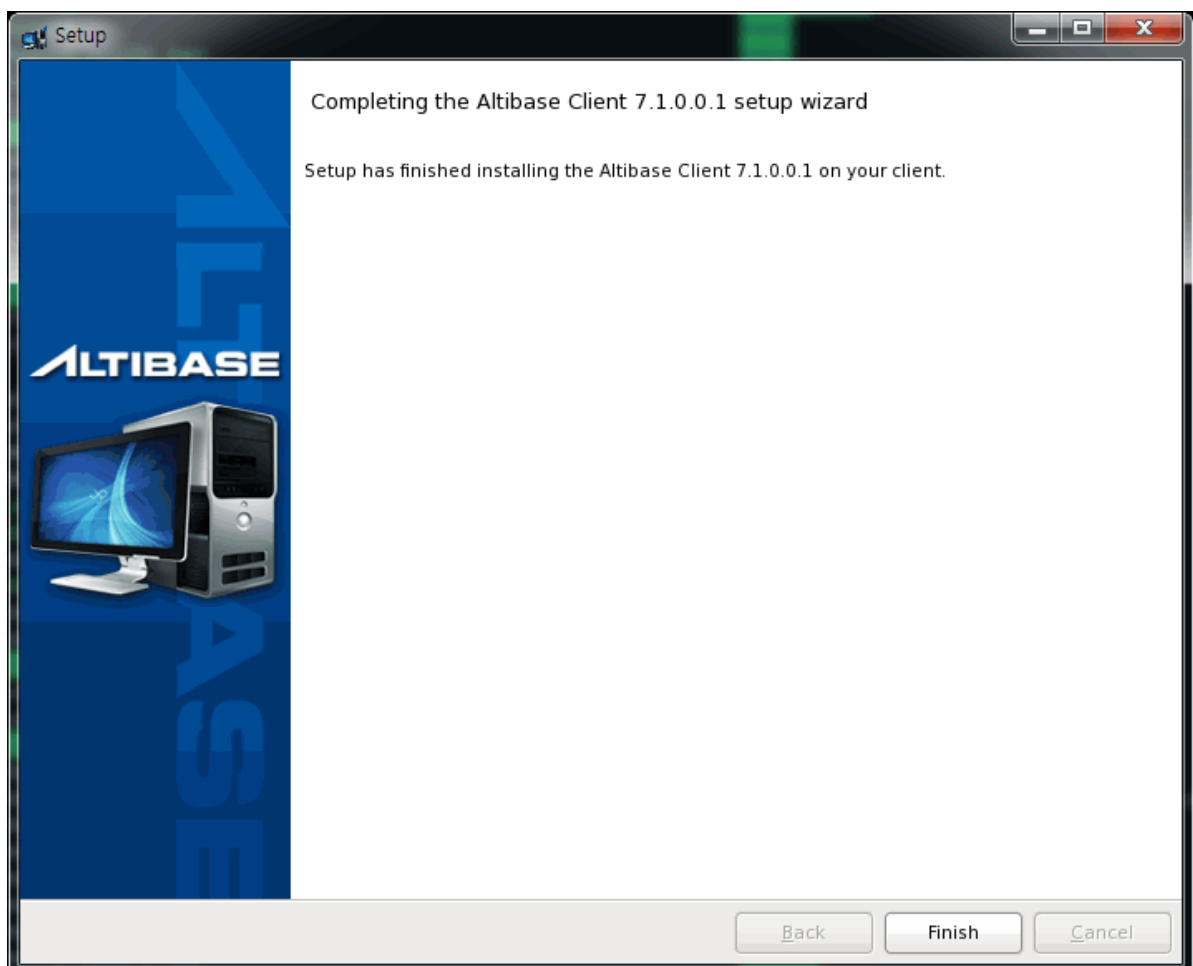 Setup
Completing the Altibase Client 7.1.0.0.1 setup wizard
Setup has finished installing the Altibase Client 7.1.0.0.1 on your client.
ALTIBASE
ALTIBASE
Back
Finish
Cancel